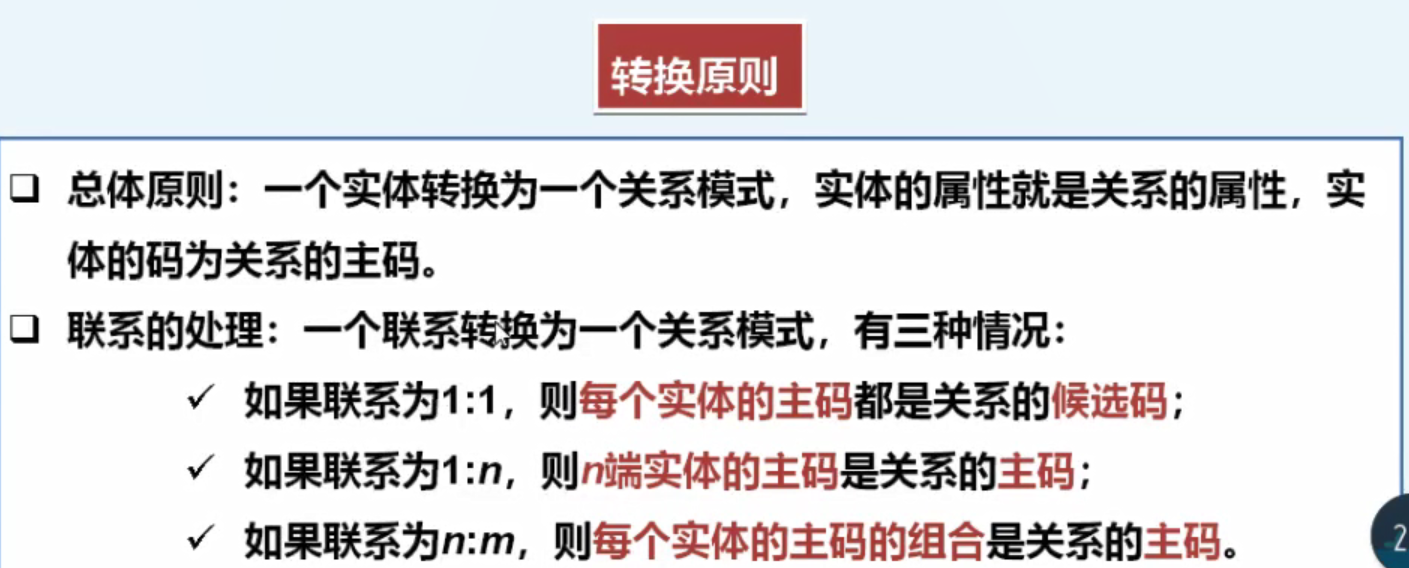 转换原则
❑ 总体原则：一个实体转换为一个关系模式，实体的属性就是关系的属性，实
体的码为关系的主码。
❑ 联系的处理：一个联系转换为一个关系模式，有三种情况：
✓ 如果联系为1:1，则每个实体的主码都是关系的候选码；
✓ 如果联系为1:n，则n端实体的主码是关系的主码；
✓ 如果联系为n:m，则每个实体的主码的组合是关系的主码。
2